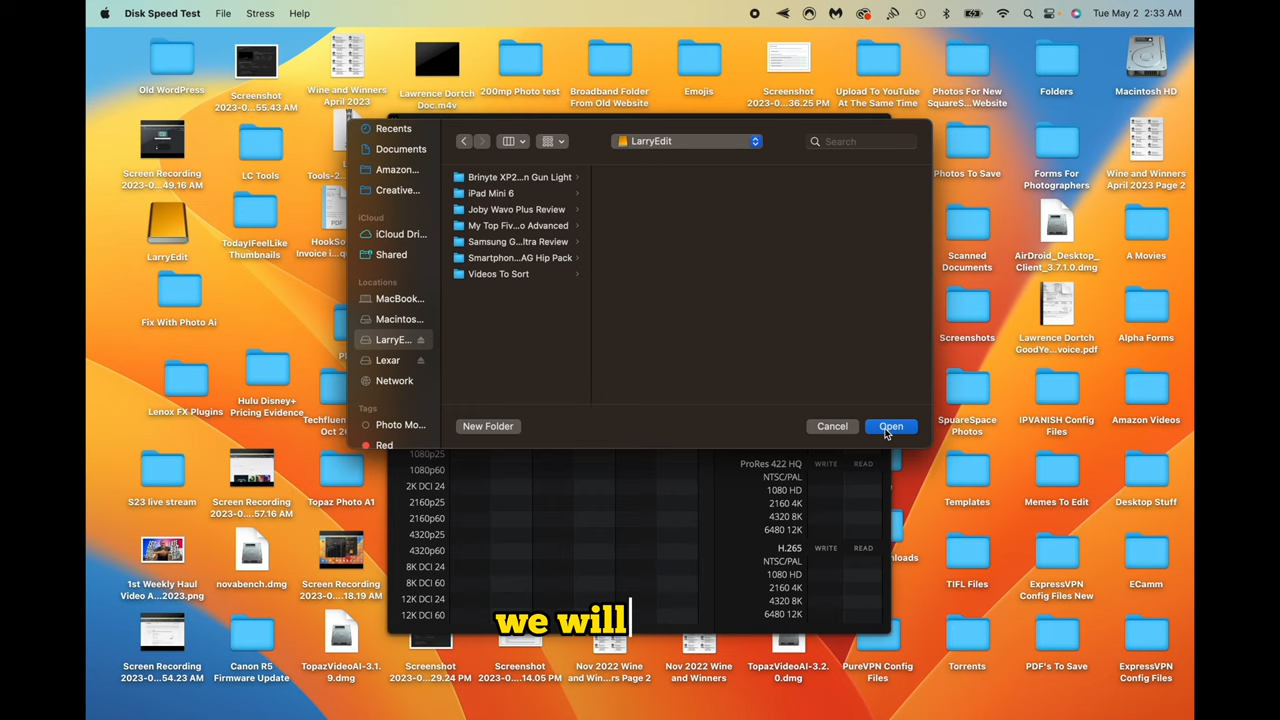 Disk Speed Test File Stress Help
Tue May 2 2:33 AM
Old WordPress
Screenshot
2023-0....55.43 AM
Wine and Winners
April 2023
Lawrence Dortch
Doc.m4v
200mp Photo test
Broadband Folder
From Old Website
Emojis
Screenshot
2023-0...36.25 PM
Upload To YouTube
At The Same Time
Photos For New
SquareS...Website
Folders
Macintosh HD
Screen Recording
2023-0...49.16 AM
LC Tools
Photos To Save
Forms For
Photographers
Wine and Winners
April 2023 Page 2
LarryEdit
TodayIFeelLike
Thumbnails
Scanned
Documents
AirDroid_Desktop_
Client_3.7.1.0.dmg
A Movies
Fix With Photo Ai
Screenshots
Lawrence Dortch
Alpha Forms
Lenox FX Plugins
Hulu Disney+
Pricing Evidence
SpuareSpace
Photos
IPVANISH Config
Files
Amazon Videos
Recents
Documents
Amazon...
Creative...
iCloud
iCloud Dri...
Shared
Locations
MacBook...
Macintos...
LarryE...
Lexar
Network
Tags
Photo Mo...
Red
LarryEdit
Search
Brinyte XP2...n Gun Light
iPad Mini 6
Joby Wavo Plus Review
My Top Fiv...o Advanced
Samsung G...ltra Review
Smartphon...AG Hip Pack
Videos To Sort
New Folder
Cancel
Open
1080p25
1080p60
2K DCI 24
2160p25
2160p60
4320p25
4320p60
8K DCI 24
8K DCI 60
12K DCI 24
12K DCI 60
ProRes 422 HQ WRITE READ
NTSC/PAL
1080 HD
2160 4K
4320 8K
6480 12K
H.265 WRITE READ
NTSC/PAL
1080 HD
2160 4K
4320 8K
6480 12K
S23 live stream
Screen Recording
2023-0....57.16 AM
Topaz Photo A1
Templates
Memes To Edit
Desktop Stuff
1st Weekly Haul
Video A...2023.png
novabench.dmg
Screen Recording
2023-0....18.19 AM
TIFL Files
ExpressVPN
Config Files New
ECamm
we will
Screen Recording
2023-0...54.23 AM
Canon R5
Firmware Update
TopazVideoAI-3.1.
9.dmg
Screenshot
2023-0...29.24 PM
Screenshot
2023-0...14.05 PM
Nov 2022 Wine
and Win...rs Page 2
Nov 2022 Wine
and Winners
TopazVideoAI-3.2.
0.dmg
PureVPN Config
Files
Torrents
PDF's To Save
ExpressVPN
Config Files